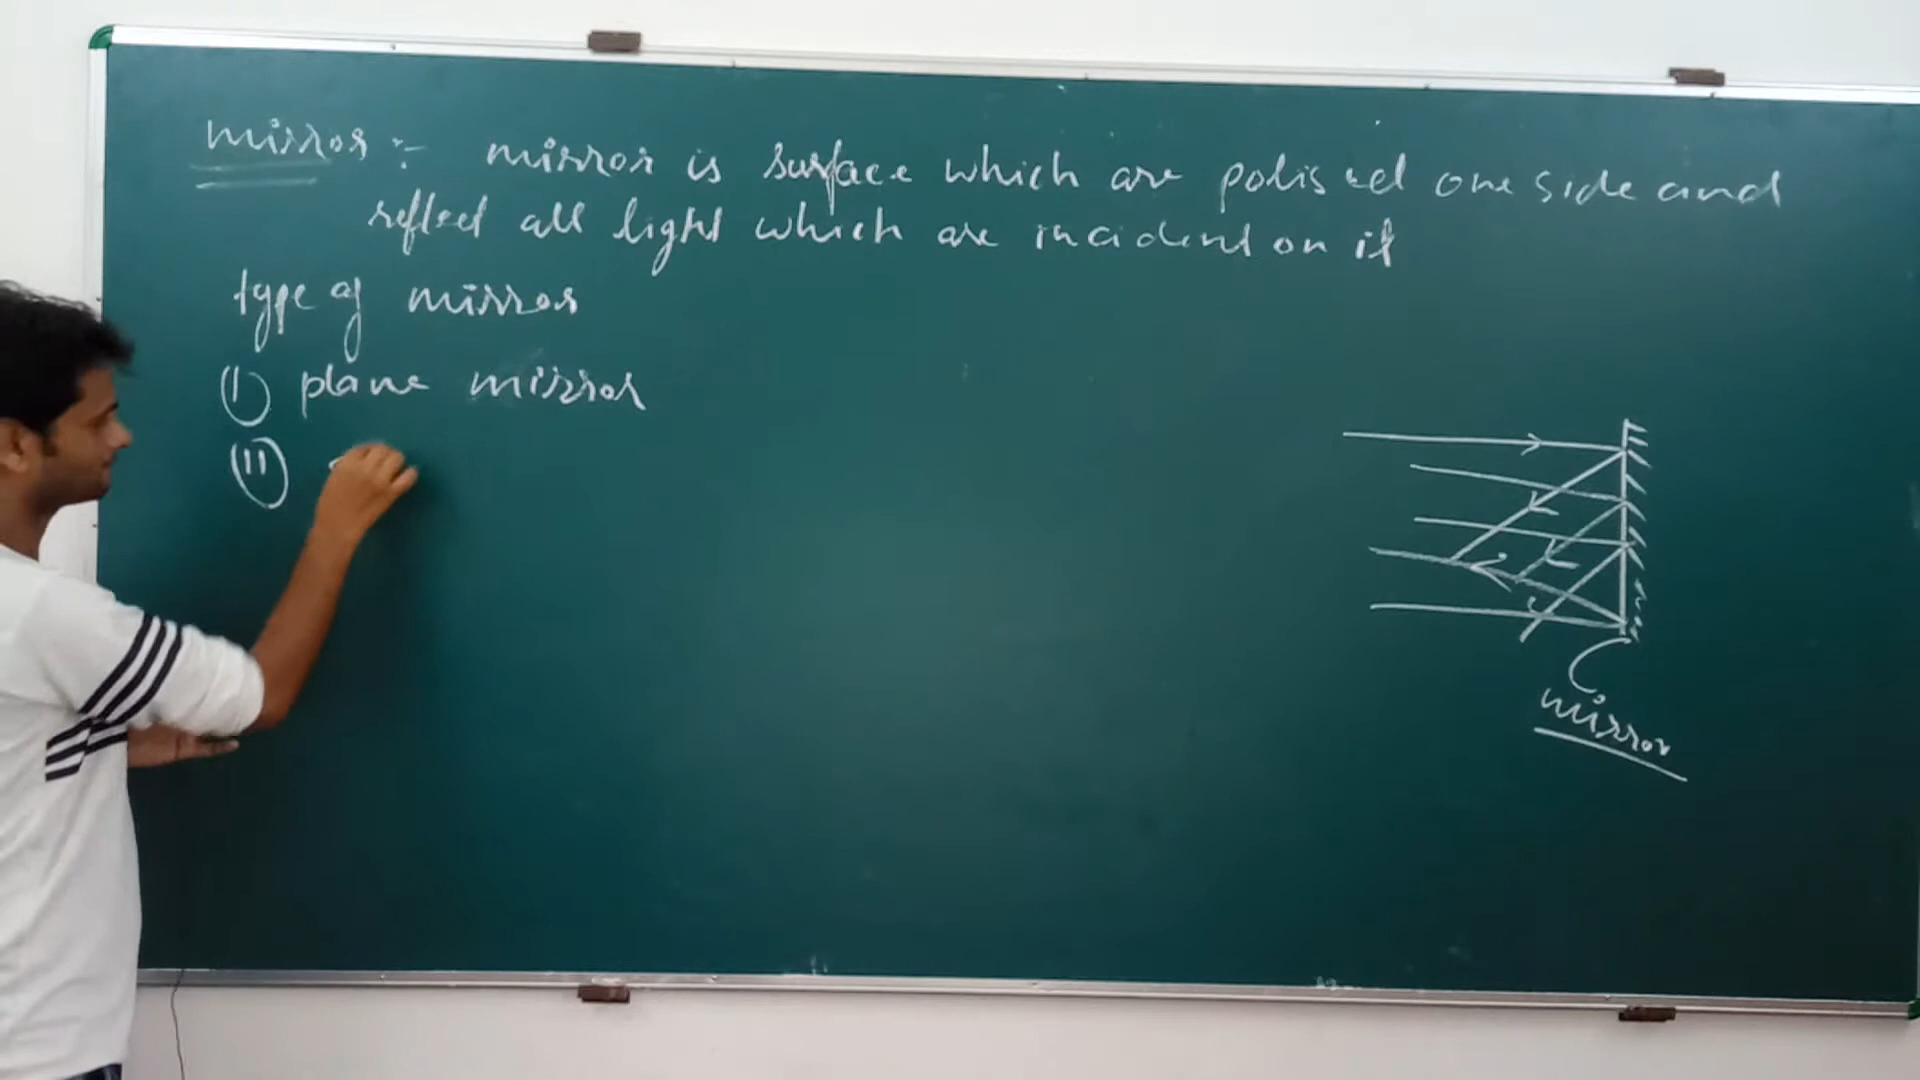 mirror :- mirror is surface which are polised one side and
reflect all light which are incident on it
type of mirror
(I) plane mirror
(II)
mirror